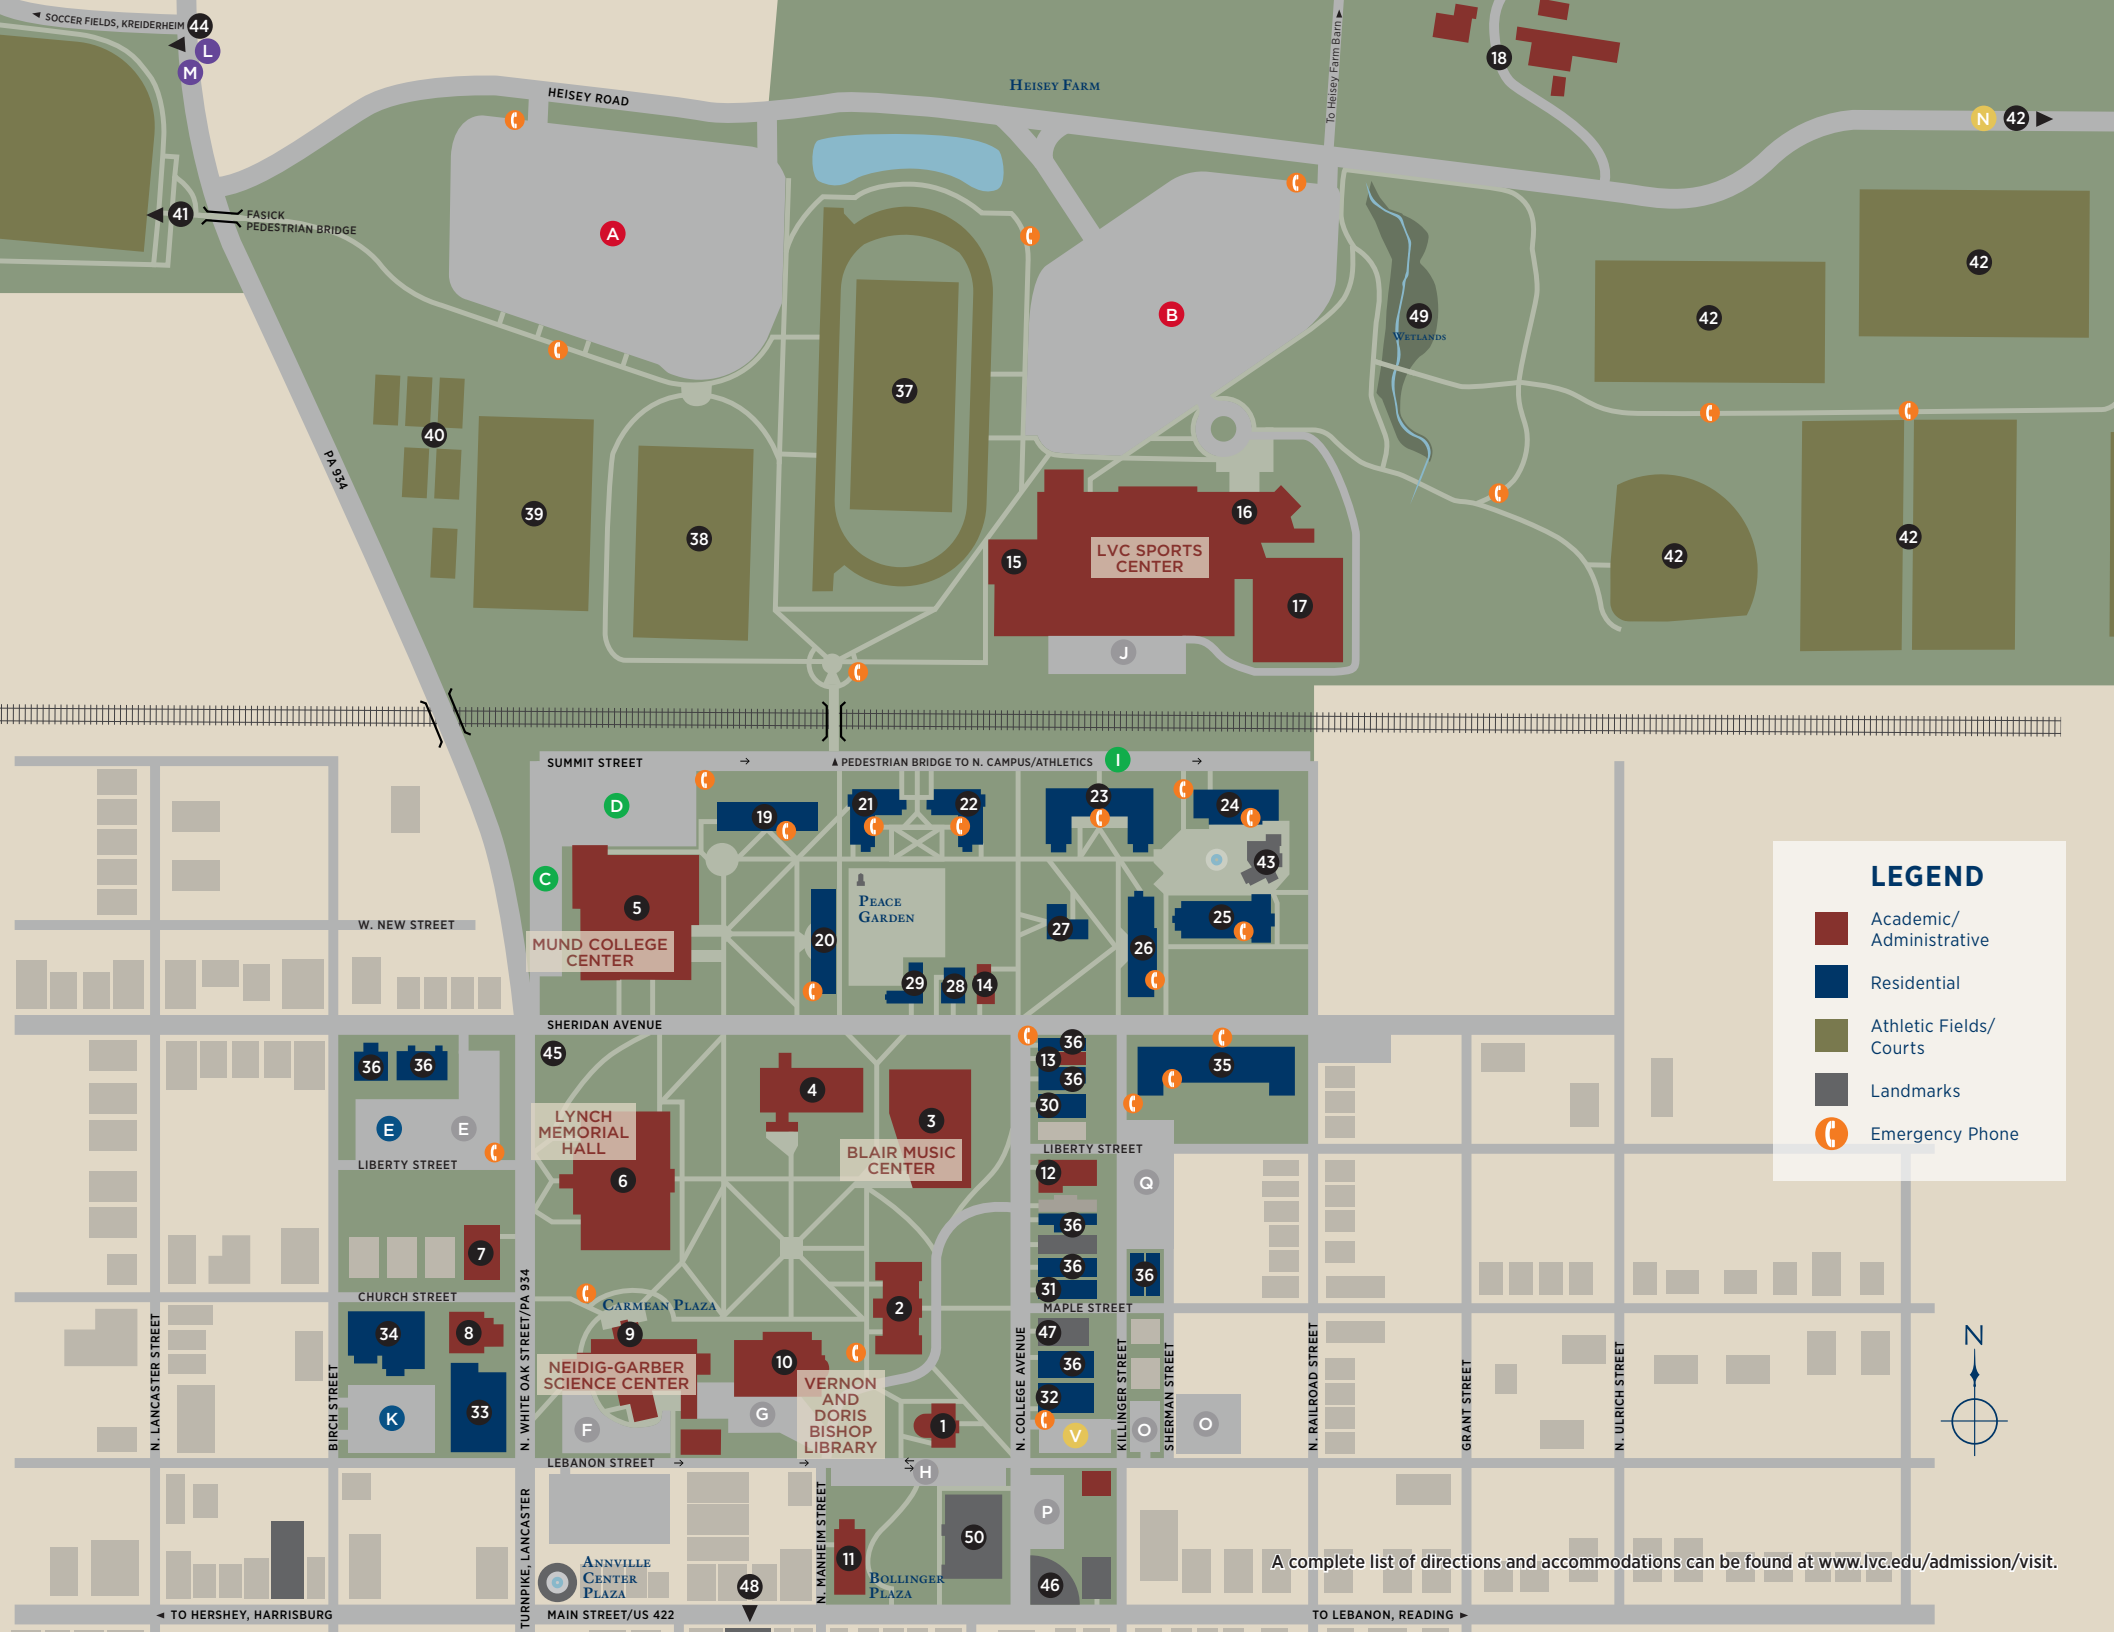 ◄ SOCCER FIELDS, KREIDERHEIM 44
L
M
HEISEY ROAD
Heisey Farm
To Heisey Farm Barn ►
18
N 42 ►
◄ 41
FASICK
PEDESTRIAN BRIDGE
A
B
42
42
49
Wetlands
37
40
39
38
PA 934
16
15
LVC SPORTS
CENTER
17
42
42
J
SUMMIT STREET → ▲ PEDESTRIAN BRIDGE TO N. CAMPUS/ATHLETICS I →
D
19
21
22
23
24
C
43
5
Peace
Garden
MUND COLLEGE
CENTER
20
27
26
25
29
28
14
W. NEW STREET
LEGEND
Academic/
Administrative
Residential
Athletic Fields/
Courts
Landmarks
Emergency Phone
SHERIDAN AVENUE
45
36
36
E
E
LIBERTY STREET
LYNCH
MEMORIAL
HALL
6
4
3
BLAIR MUSIC
CENTER
36
13
36
30
35
LIBERTY STREET
12
Q
36
36
31
36
MAPLE STREET
7
CHURCH STREET
34
8
K
33
Carmean Plaza
9
NEIDIG-GARBER
SCIENCE CENTER
10
VERNON
AND
DORIS
BISHOP
LIBRARY
2
1
F
G
47
36
32
V
O
O
LEBANON STREET → →
H
P
50
46
11
Bollinger
Plaza
Annville
Center
Plaza
48
N. LANCASTER STREET
BIRCH STREET
N. WHITE OAK STREET/PA 934
TURNPIKE, LANCASTER
N. MANHEIM STREET
N. COLLEGE AVENUE
KILLINGER STREET
SHERMAN STREET
N. RAILROAD STREET
GRANT STREET
N. ULRICH STREET
N
A complete list of directions and accommodations can be found at www.lvc.edu/admission/visit.
◄ TO HERSHEY, HARRISBURG
MAIN STREET/US 422
TO LEBANON, READING ►